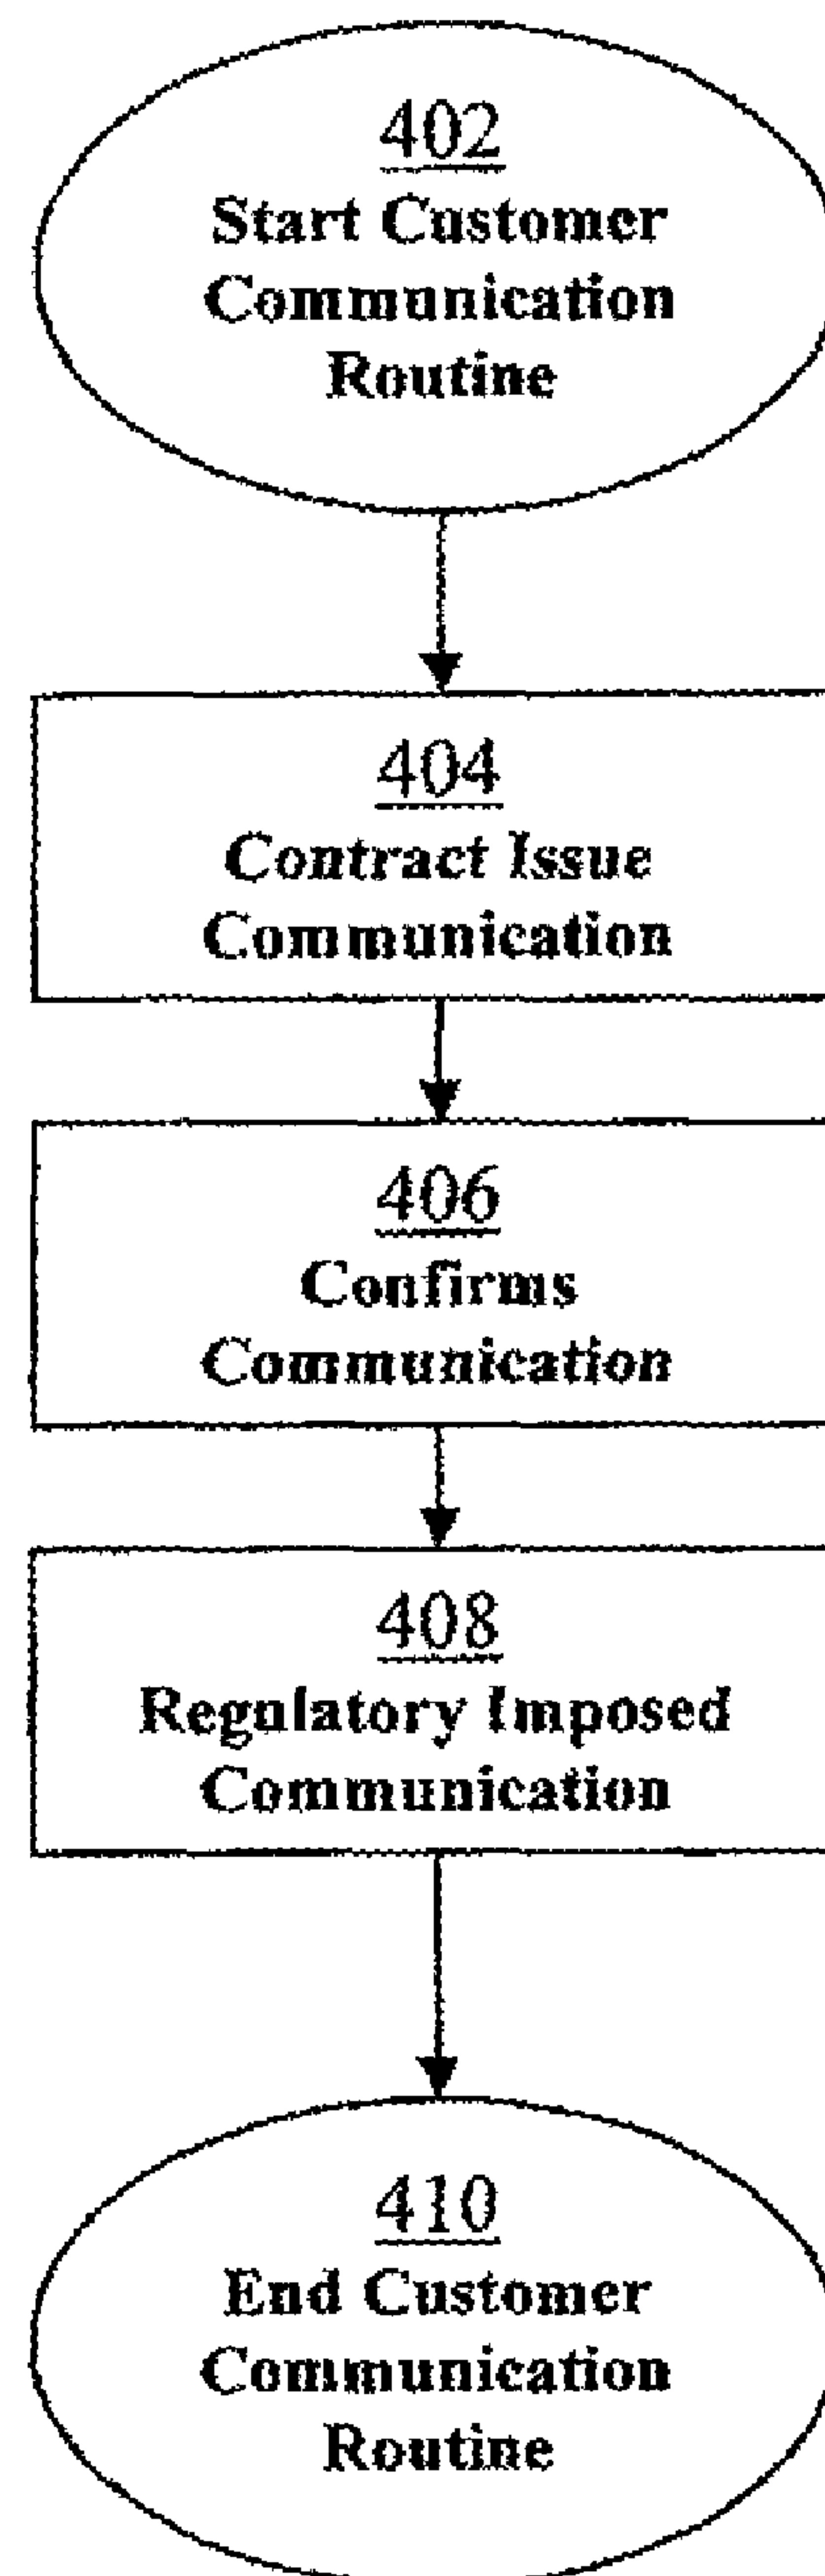 402
Start Customer
Communication
Routine
404
Contract Issue
Communication
406
Confirms
Communication
408
Regulatory Imposed
Communication
410
End Customer
Communication
Routine